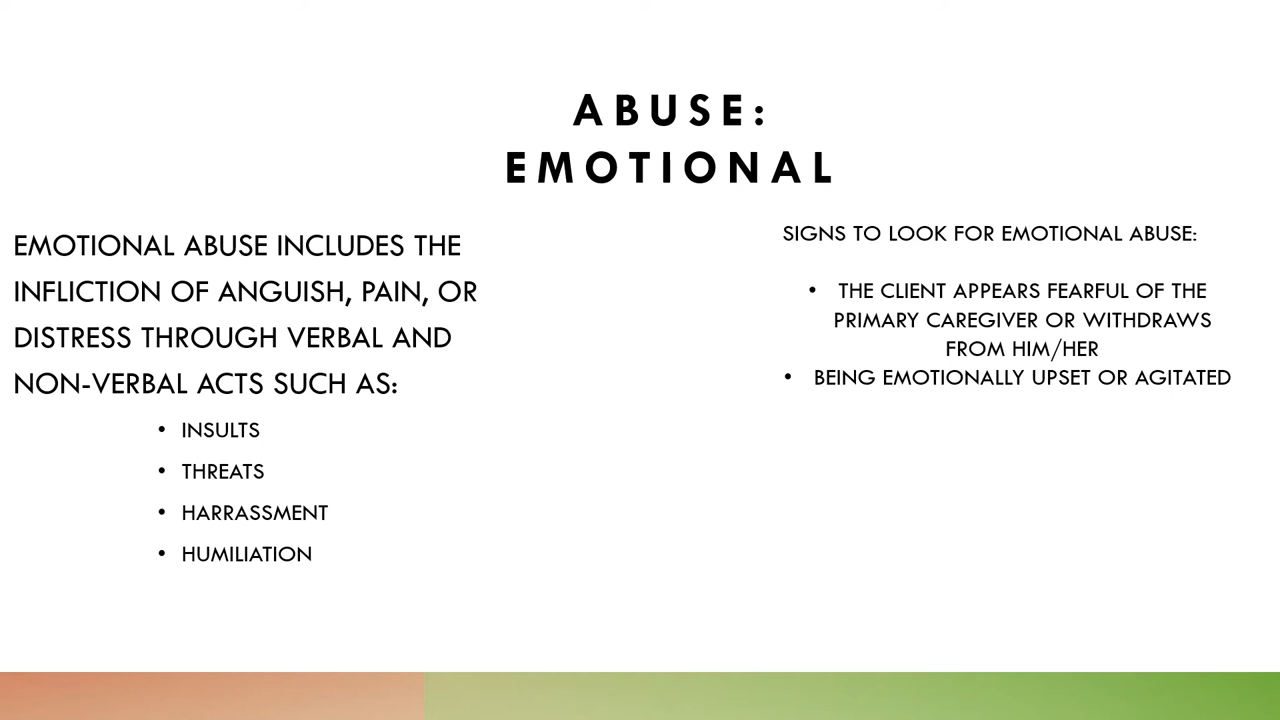 ABUSE:
EMOTIONAL
EMOTIONAL ABUSE INCLUDES THE
INFLICTION OF ANGUISH, PAIN, OR
DISTRESS THROUGH VERBAL AND
NON-VERBAL ACTS SUCH AS:
• INSULTS
• THREATS
• HARRASSMENT
• HUMILIATION
SIGNS TO LOOK FOR EMOTIONAL ABUSE:
• THE CLIENT APPEARS FEARFUL OF THE
PRIMARY CAREGIVER OR WITHDRAWS
FROM HIM/HER
• BEING EMOTIONALLY UPSET OR AGITATED